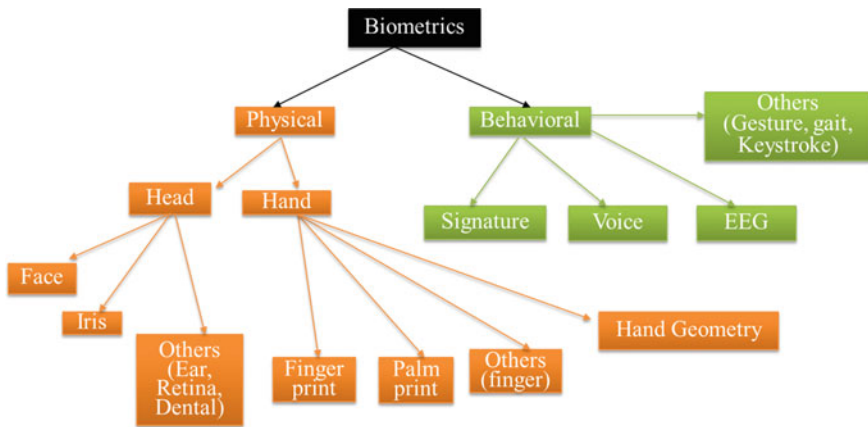 Biometrics
Physical
Behavioral
Others
(Gesture, gait,
Keystroke)
Head
Hand
Signature
Voice
EEG
Face
Iris
Others
(Ear,
Retina,
Dental)
Finger
print
Palm
print
Others
(finger)
Hand Geometry